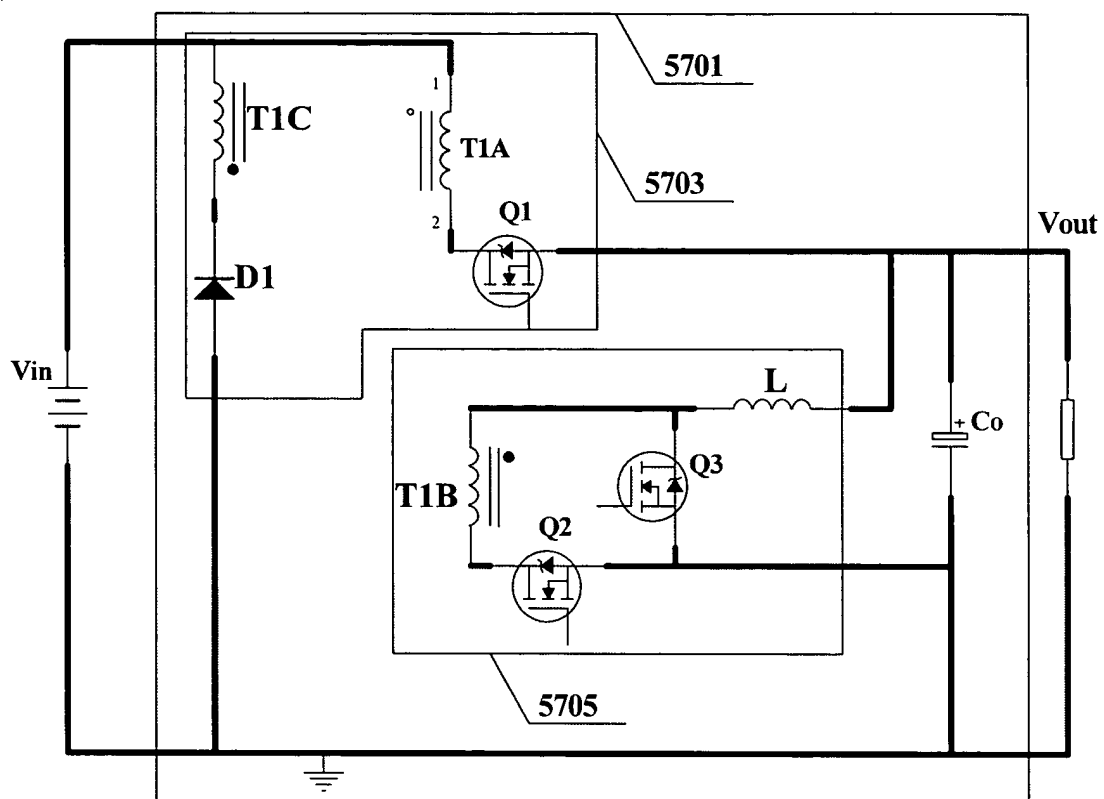 5701
1
T1C
T1A
5703
2
Q1
Vout
D1
Vin
L
+ Co
Q3
T1B
Q2
5705